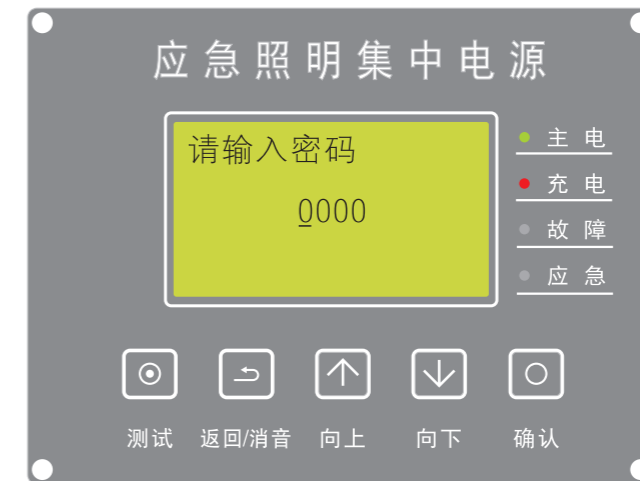 应急照明集中电源
请输入密码
0000
主电
充电
故障
应急
测试 返回/消音 向上 向下 确认